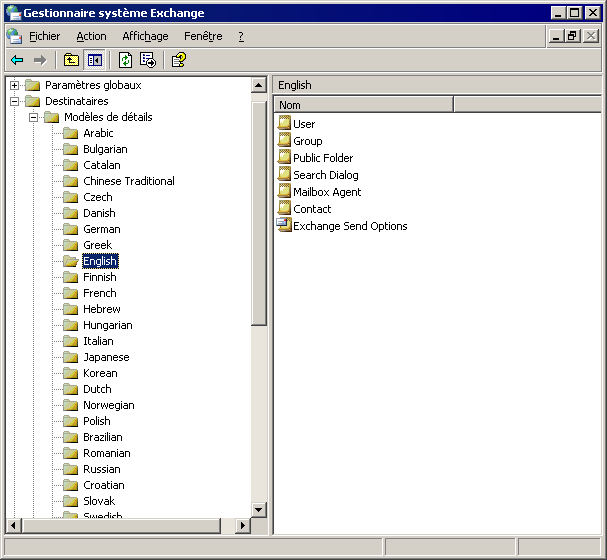 Gestionnaire système Exchange
Fichier Action Affichage Fenêtre ?
Paramètres globaux
Destinataires
Modèles de détails
Arabic
Bulgarian
Catalan
Chinese Traditional
Czech
Danish
German
Greek
English
Finnish
French
Hebrew
Hungarian
Italian
Japanese
Korean
Dutch
Norwegian
Polish
Brazilian
Romanian
Russian
Croatian
Slovak
Swedish
English
Nom
User
Group
Public Folder
Search Dialog
Mailbox Agent
Contact
Exchange Send Options